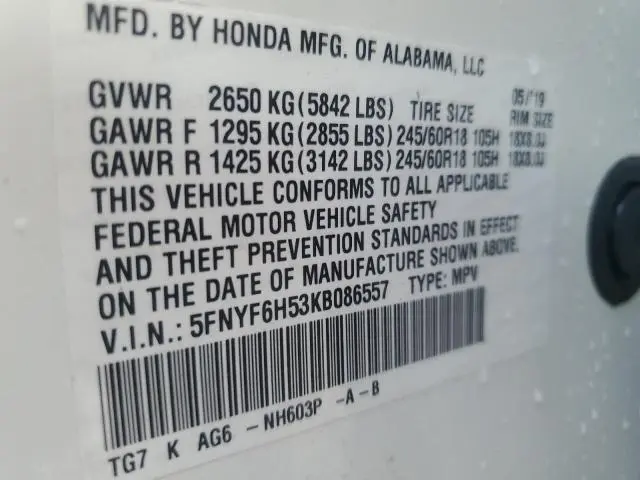 MFD. BY HONDA MFG. OF ALABAMA, LLC
05/19
GVWR 2650 KG(5842 LBS) TIRE SIZE RIM SIZE
GAWR F 1295 KG(2855 LBS) 245/60R18 105H 18X8.0J
GAWR R 1425 KG(3142 LBS) 245/60R18 105H 18X8.0J
THIS VEHICLE CONFORMS TO ALL APPLICABLE
FEDERAL MOTOR VEHICLE SAFETY
AND THEFT PREVENTION STANDARDS IN EFFECT
ON THE DATE OF MANUFACTURE SHOWN ABOVE.
V.I.N.: 5FNYF6H53KB086557 TYPE: MPV
TG7 K AG6 -NH603P -A-B